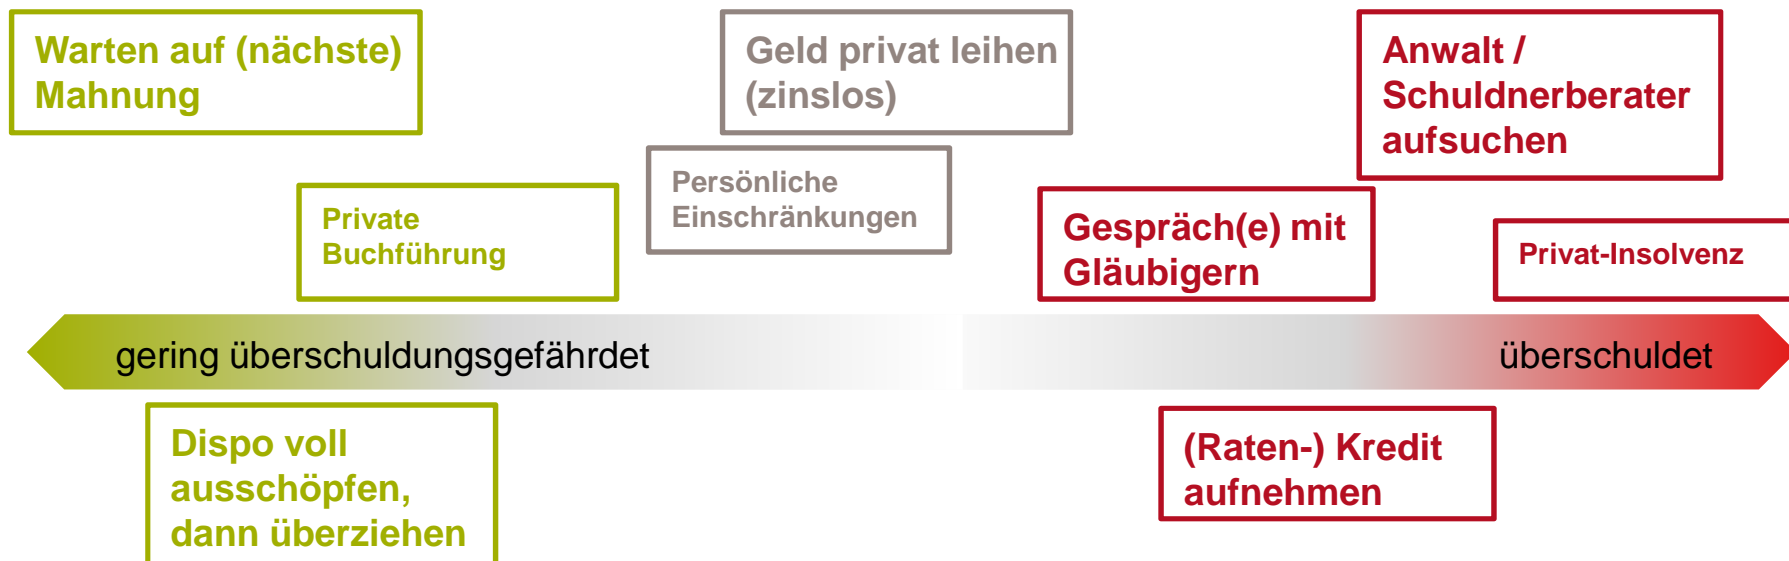 Warten auf (nächste)
Mahnung
Geld privat leihen
(zinslos)
Anwalt /
Schuldnerberater
aufsuchen
Private
Buchführung
Persönliche
Einschränkungen
Gespräch(e) mit
Gläubigern
Privat-Insolvenz
gering überschuldungsgefährdet
überschuldet
Dispo voll
ausschöpfen,
dann überziehen
(Raten-) Kredit
aufnehmen